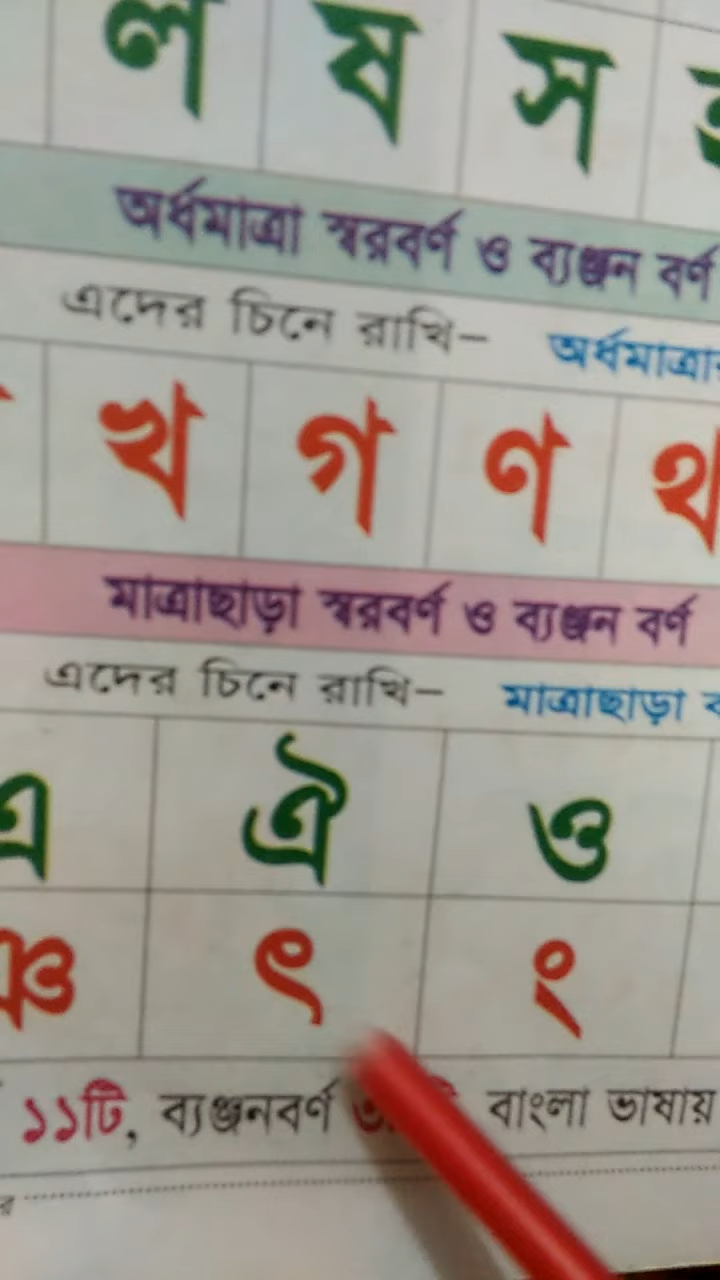 ল ষ স
অর্ধমাত্রা স্বরবর্ণ ও ব্যঞ্জন বর্ণ
এদের চিনে রাখি– অর্ধমাত্রা
খ গ ণ থ
মাত্রাছাড়া স্বরবর্ণ ও ব্যঞ্জন বর্ণ
এদের চিনে রাখি– মাত্রাছাড়া
এ ঐ ও
ঞ ৎ ং
১১টি, ব্যঞ্জনবর্ণ বাংলা ভাষায়